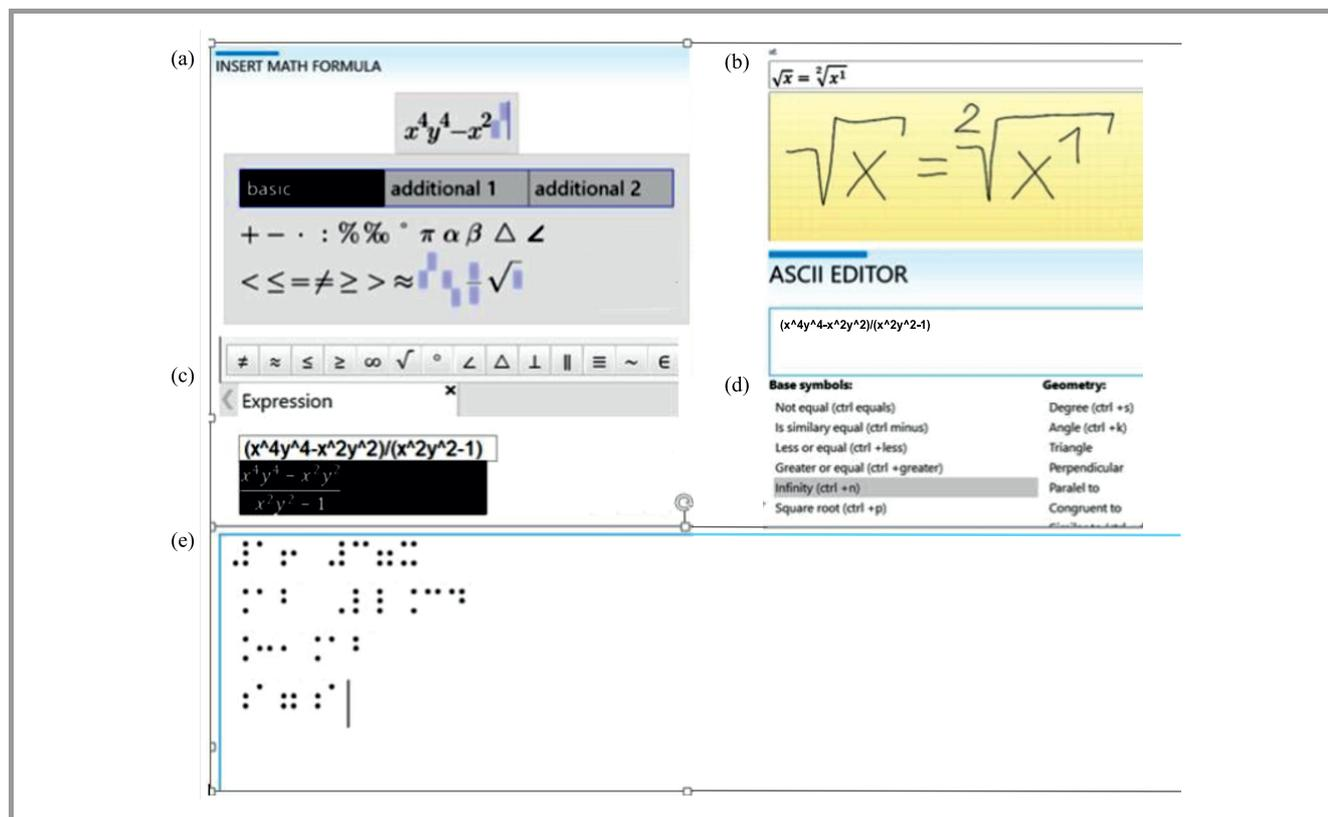 (a)
INSERT MATH FORMULA
x⁴y⁴−x²
basic
additional 1
additional 2
+ − · : % ‰ ° π α β △ ∠
< ≤ = ≠ ≥ > ≈ √
(b)
√x = ²√x¹
√x = ²√x¹
ASCII EDITOR
(x^4y^4-x^2y^2)/(x^2y^2-1)
(c)
≠ ≈ ≤ ≥ ∞ √ ° ∠ △ ⊥ ∥ ≡ ~ ∈
Expression
(x^4y^4-x^2y^2)/(x^2y^2-1)
x⁴y⁴ − x²y²
x²y² − 1
(d)
Base symbols:
Not equal (ctrl equals)
Is similary equal (ctrl minus)
Less or equal (ctrl +less)
Greater or equal (ctrl +greater)
Infinity (ctrl +n)
Square root (ctrl +p)
Geometry:
Degree (ctrl +s)
Angle (ctrl +k)
Triangle
Perpendicular
Paralel to
Congruent to
(e)